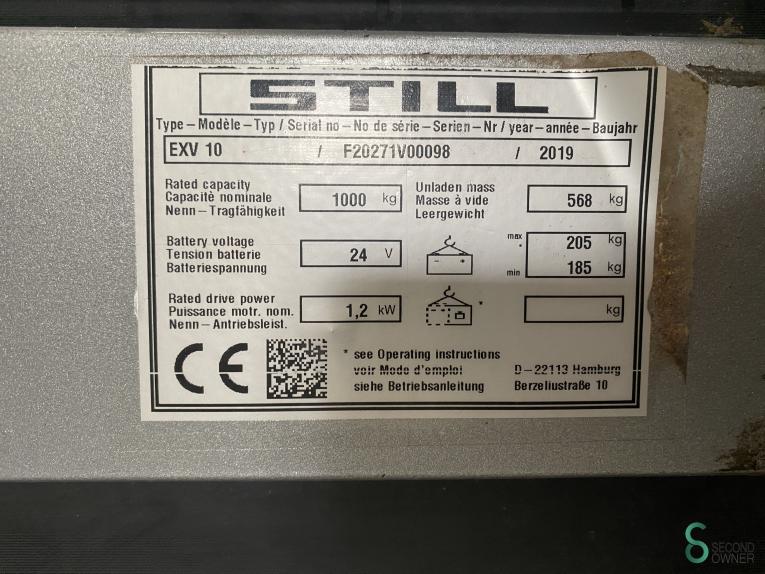 STILL
Type – Modèle – Typ / Serial no – No de série – Serien – Nr / year – année – Baujahr
EXV 10 / F20271V00098 / 2019
Rated capacity
Capacitè nominale
Nenn – Tragfähigkeit
1000 kg
Unladen mass
Masse à vide
Leergewicht
568 kg
Battery voltage
Tension batterie
Batteriespannung
24 V
max * 205 kg
min 185 kg
Rated drive power
Puissance motr. nom.
Nenn – Antriebsleist.
1,2 kW
*
kg
CE
* see Operating instructions
voir Mode d'emploi
siehe Betriebsanleitung
D – 22113 Hamburg
Berzeliustraße 10
SECOND
OWNER